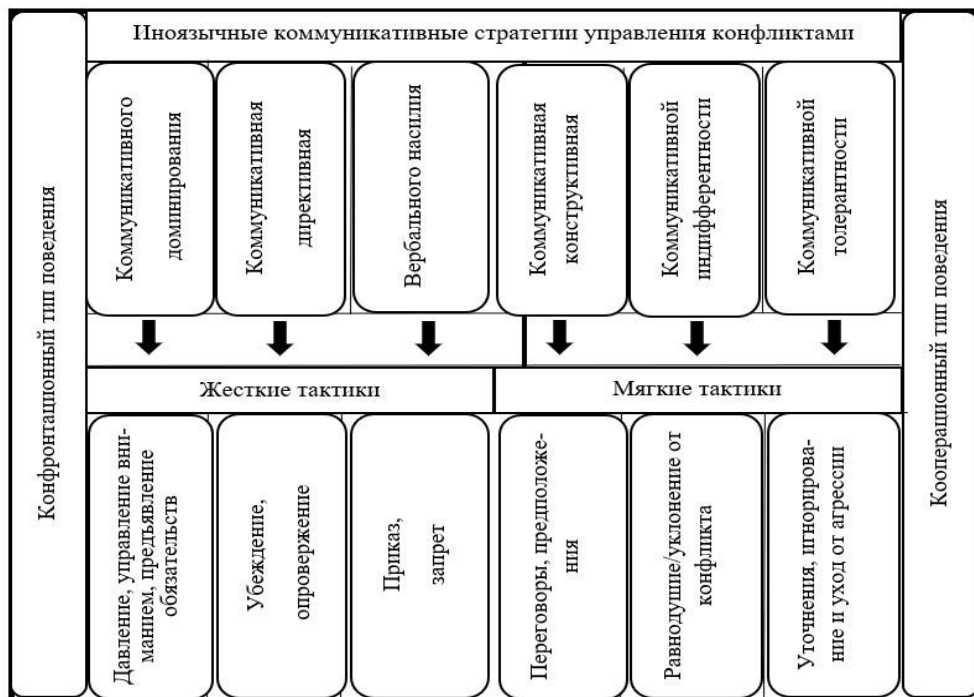 Иноязычные коммуникативные стратегии управления конфликтами
Конфронтационный тип поведения
Коммуникативного
доминирования
Коммуникативная
директивная
Вербального насилия
Коммуникативная
конструктивная
Коммуникативной
индифферентности
Коммуникативной
толерантности
Кооперационный тип поведения
Жесткие тактики
Мягкие тактики
Давление, управление вни-
манием, предъявление
обязательств
Убеждение,
опровержение
Приказ,
запрет
Переговоры, предположе-
ния
Равнодушие/уклонение от
конфликта
Уточнения, игнорирова-
ние и уход от агрессии